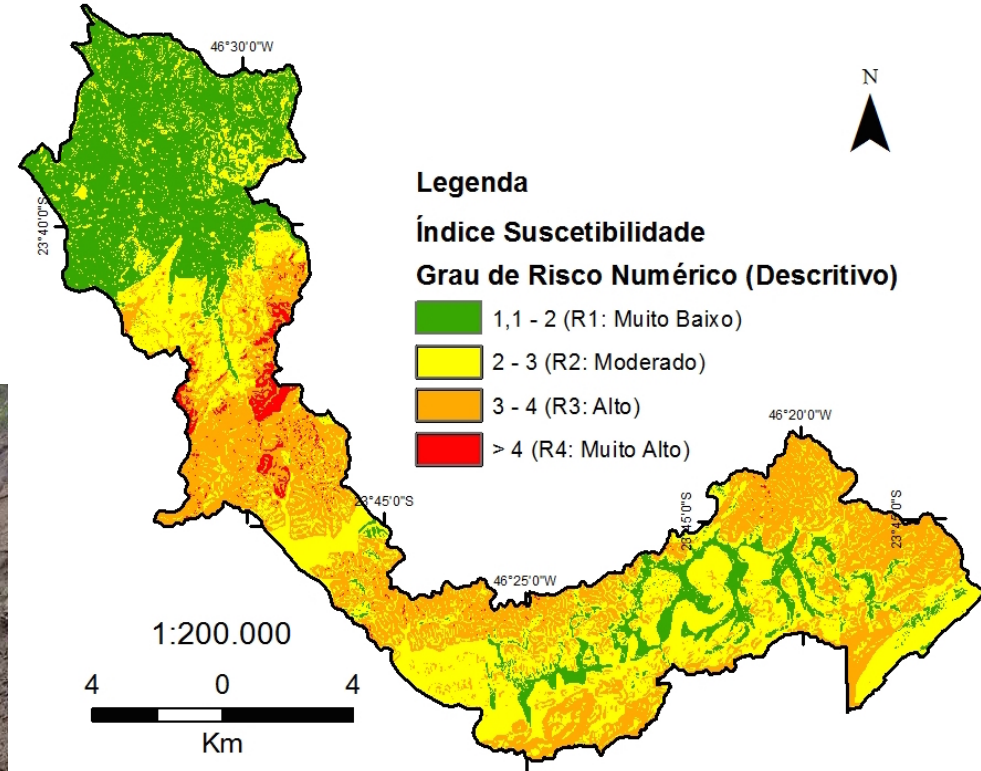 46°30'0"W
N
Legenda
23°40'0"S
Índice Suscetibilidade
Grau de Risco Numérico (Descritivo)
1,1 - 2 (R1: Muito Baixo)
2 - 3 (R2: Moderado)
3 - 4 (R3: Alto)
46°20'0"W
> 4 (R4: Muito Alto)
23°45'0"S
23°45'0"S
23°45'0"S
46°25'0"W
1:200.000
4 0 4
Km